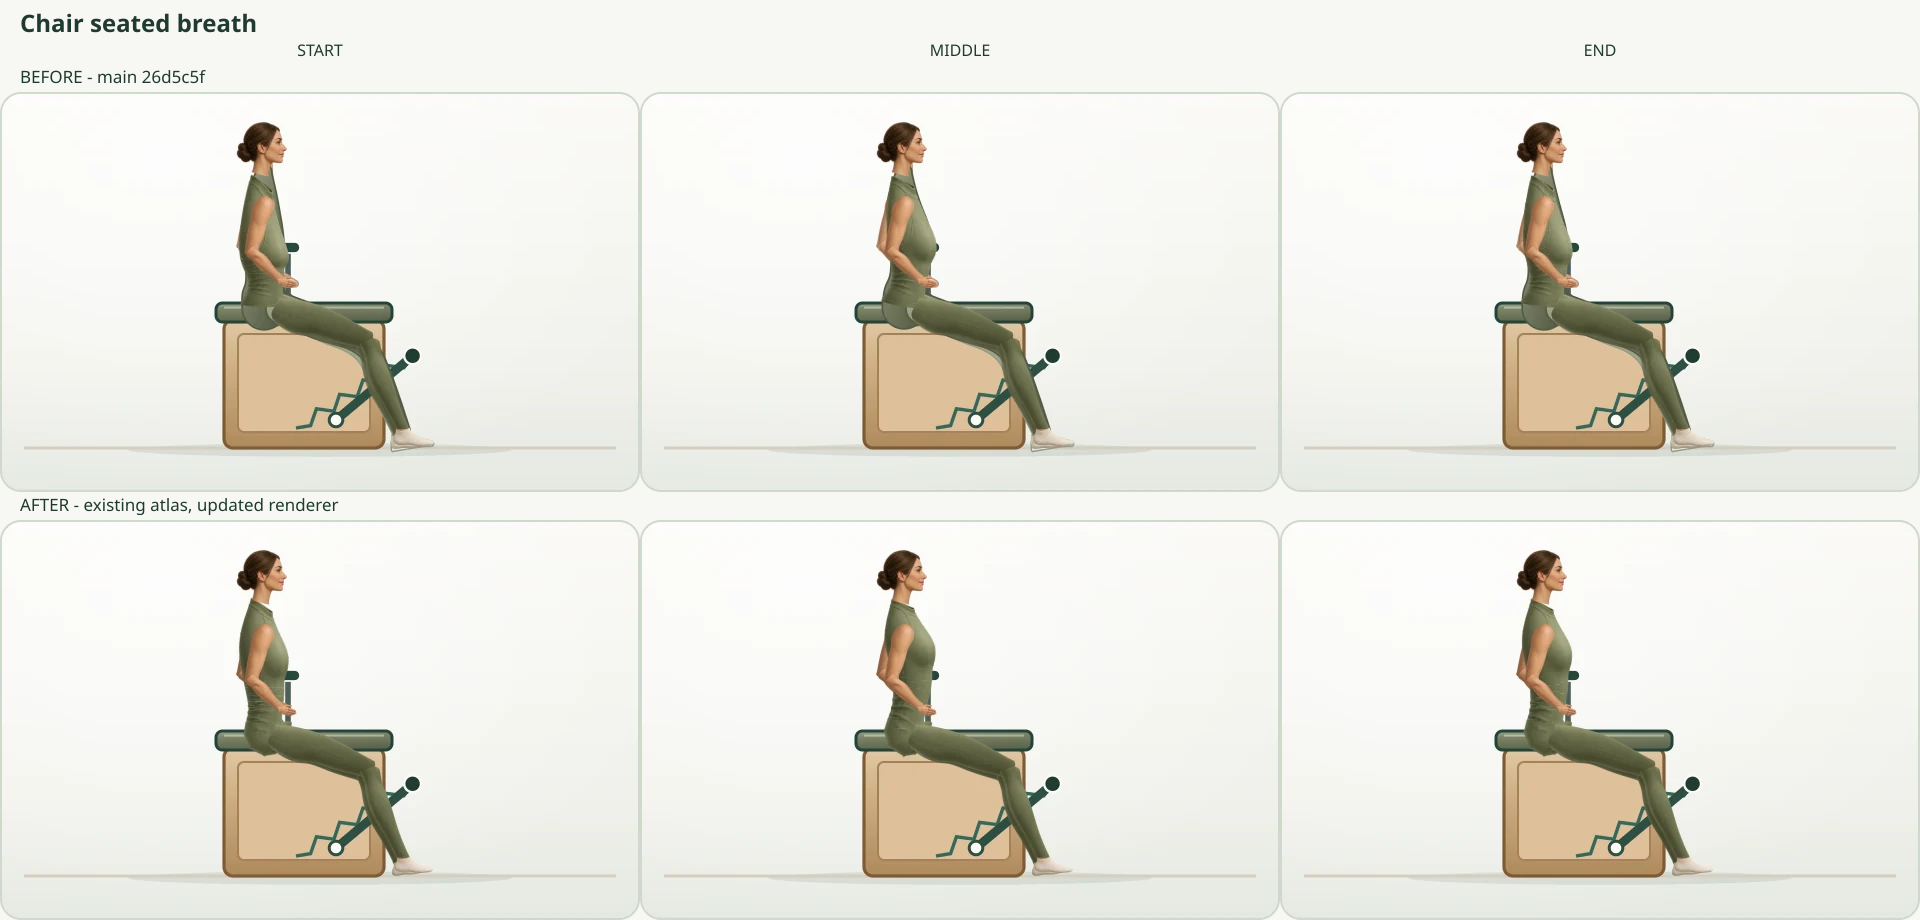 Chair seated breath
START
MIDDLE
END
BEFORE - main 26d5c5f
AFTER - existing atlas, updated renderer